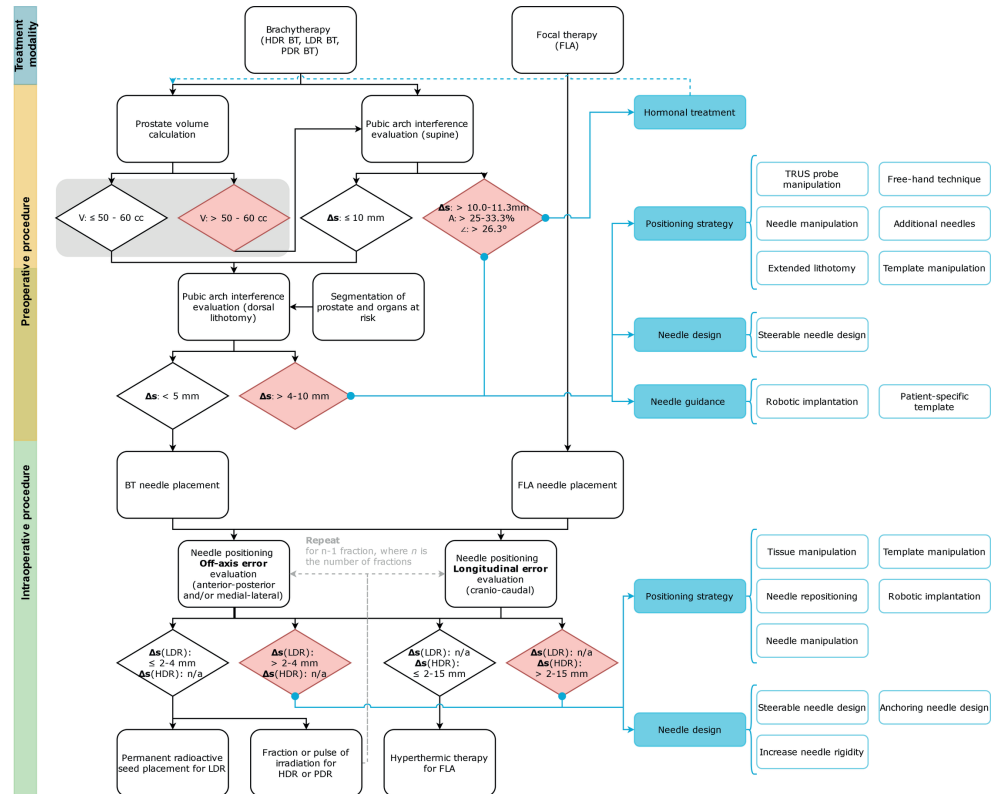 Treatment
modality
Preoperative procedure
Intraoperative procedure
Brachytherapy
(HDR BT, LDR BT,
PDR BT)
Focal therapy
(FLA)
Prostate volume
calculation
Pubic arch interference
evaluation (supine)
Hormonal treatment
V: ≤ 50 - 60 cc
V: > 50 - 60 cc
Δs: ≤ 10 mm
Δs: > 10.0-11.3mm
A: > 25-33.3%
∠: > 26.3°
Positioning strategy
TRUS probe
manipulation
Free-hand technique
Needle manipulation
Additional needles
Extended lithotomy
Template manipulation
Pubic arch interference
evaluation (dorsal
lithotomy)
Segmentation of
prostate and organs at
risk
Needle design
Steerable needle design
Δs: < 5 mm
Δs: > 4-10 mm
Needle guidance
Robotic implantation
Patient-specific
template
BT needle placement
FLA needle placement
Needle positioning
Off-axis error
evaluation
(anterior-posterior
and/or medial-lateral)
Repeat
for n-1 fraction, where n is
the number of fractions
Needle positioning
Longitudinal error
evaluation
(cranio-caudal)
Positioning strategy
Tissue manipulation
Template manipulation
Needle repositioning
Robotic implantation
Needle manipulation
Δs(LDR):
≤ 2-4 mm
Δs(HDR): n/a
Δs(LDR):
> 2-4 mm
Δs(HDR): n/a
Δs(LDR): n/a
Δs(HDR):
≤ 2-15 mm
Δs(LDR): n/a
Δs(HDR):
> 2-15 mm
Needle design
Steerable needle design
Anchoring needle design
Increase needle rigidity
Permanent radioactive
seed placement for LDR
Fraction or pulse of
irradiation for
HDR or PDR
Hyperthermic therapy
for FLA